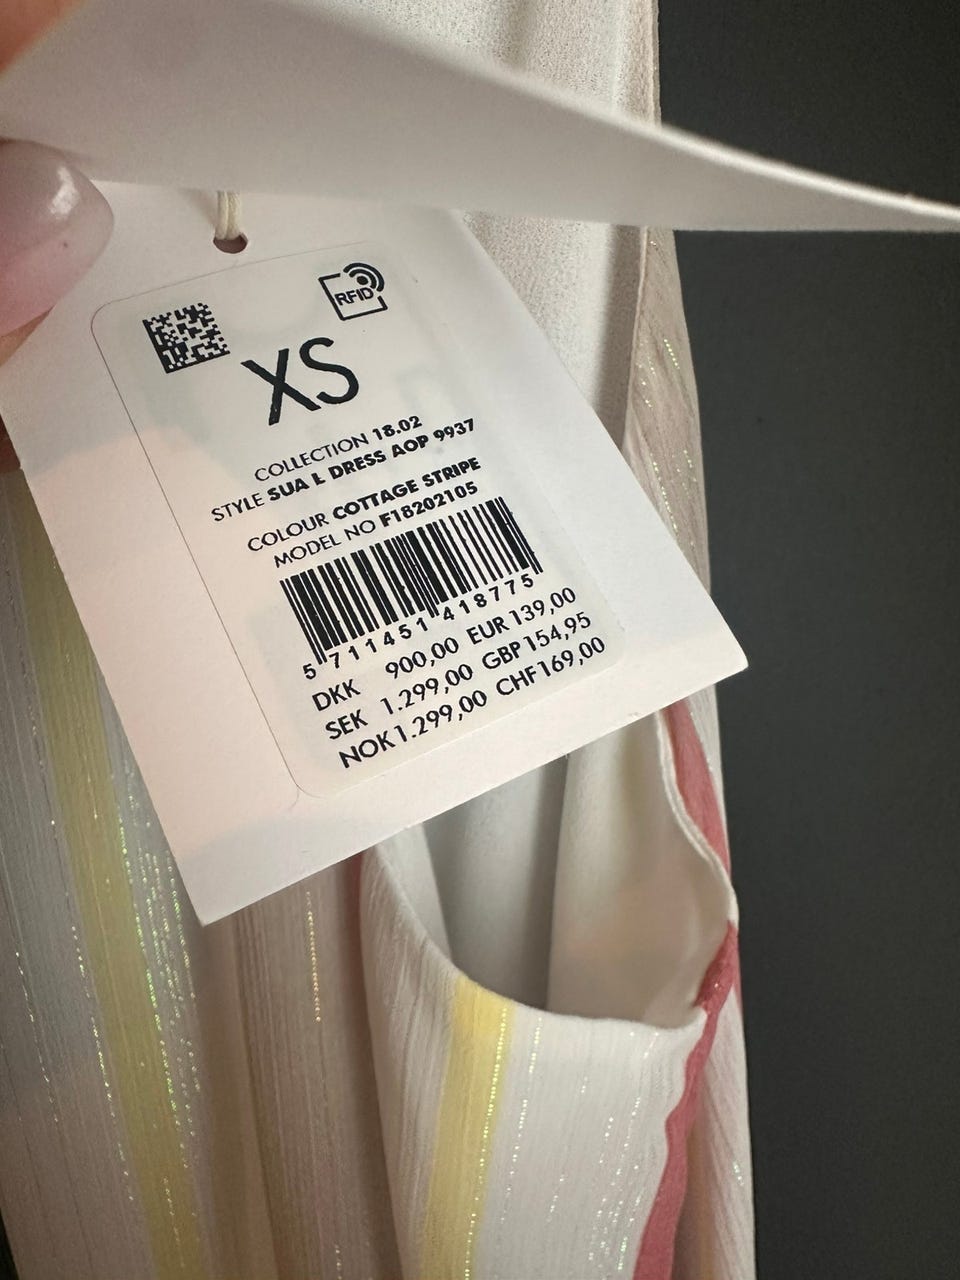 RFID
XS
COLLECTION 18.02
STYLE SUA L DRESS AOP 9937
COLOUR COTTAGE STRIPE
MODEL NO F18202105
5 711451 418775
DKK 900,00 EUR 139,00
SEK 1.299,00 GBP 154,95
NOK 1.299,00 CHF 169,00